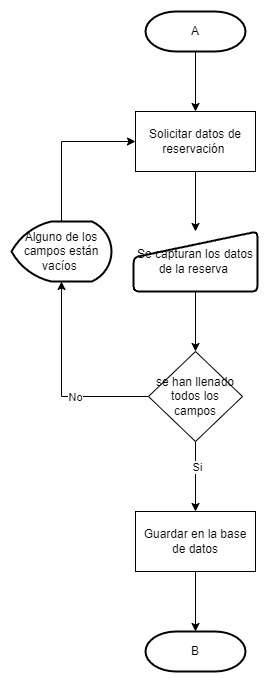 A
Solicitar datos de
reservación
Alguno de los
campos están
vacíos
Se capturan los datos
de la reserva
se han llenado
todos los
campos
No
Si
Guardar en la base
de datos
B